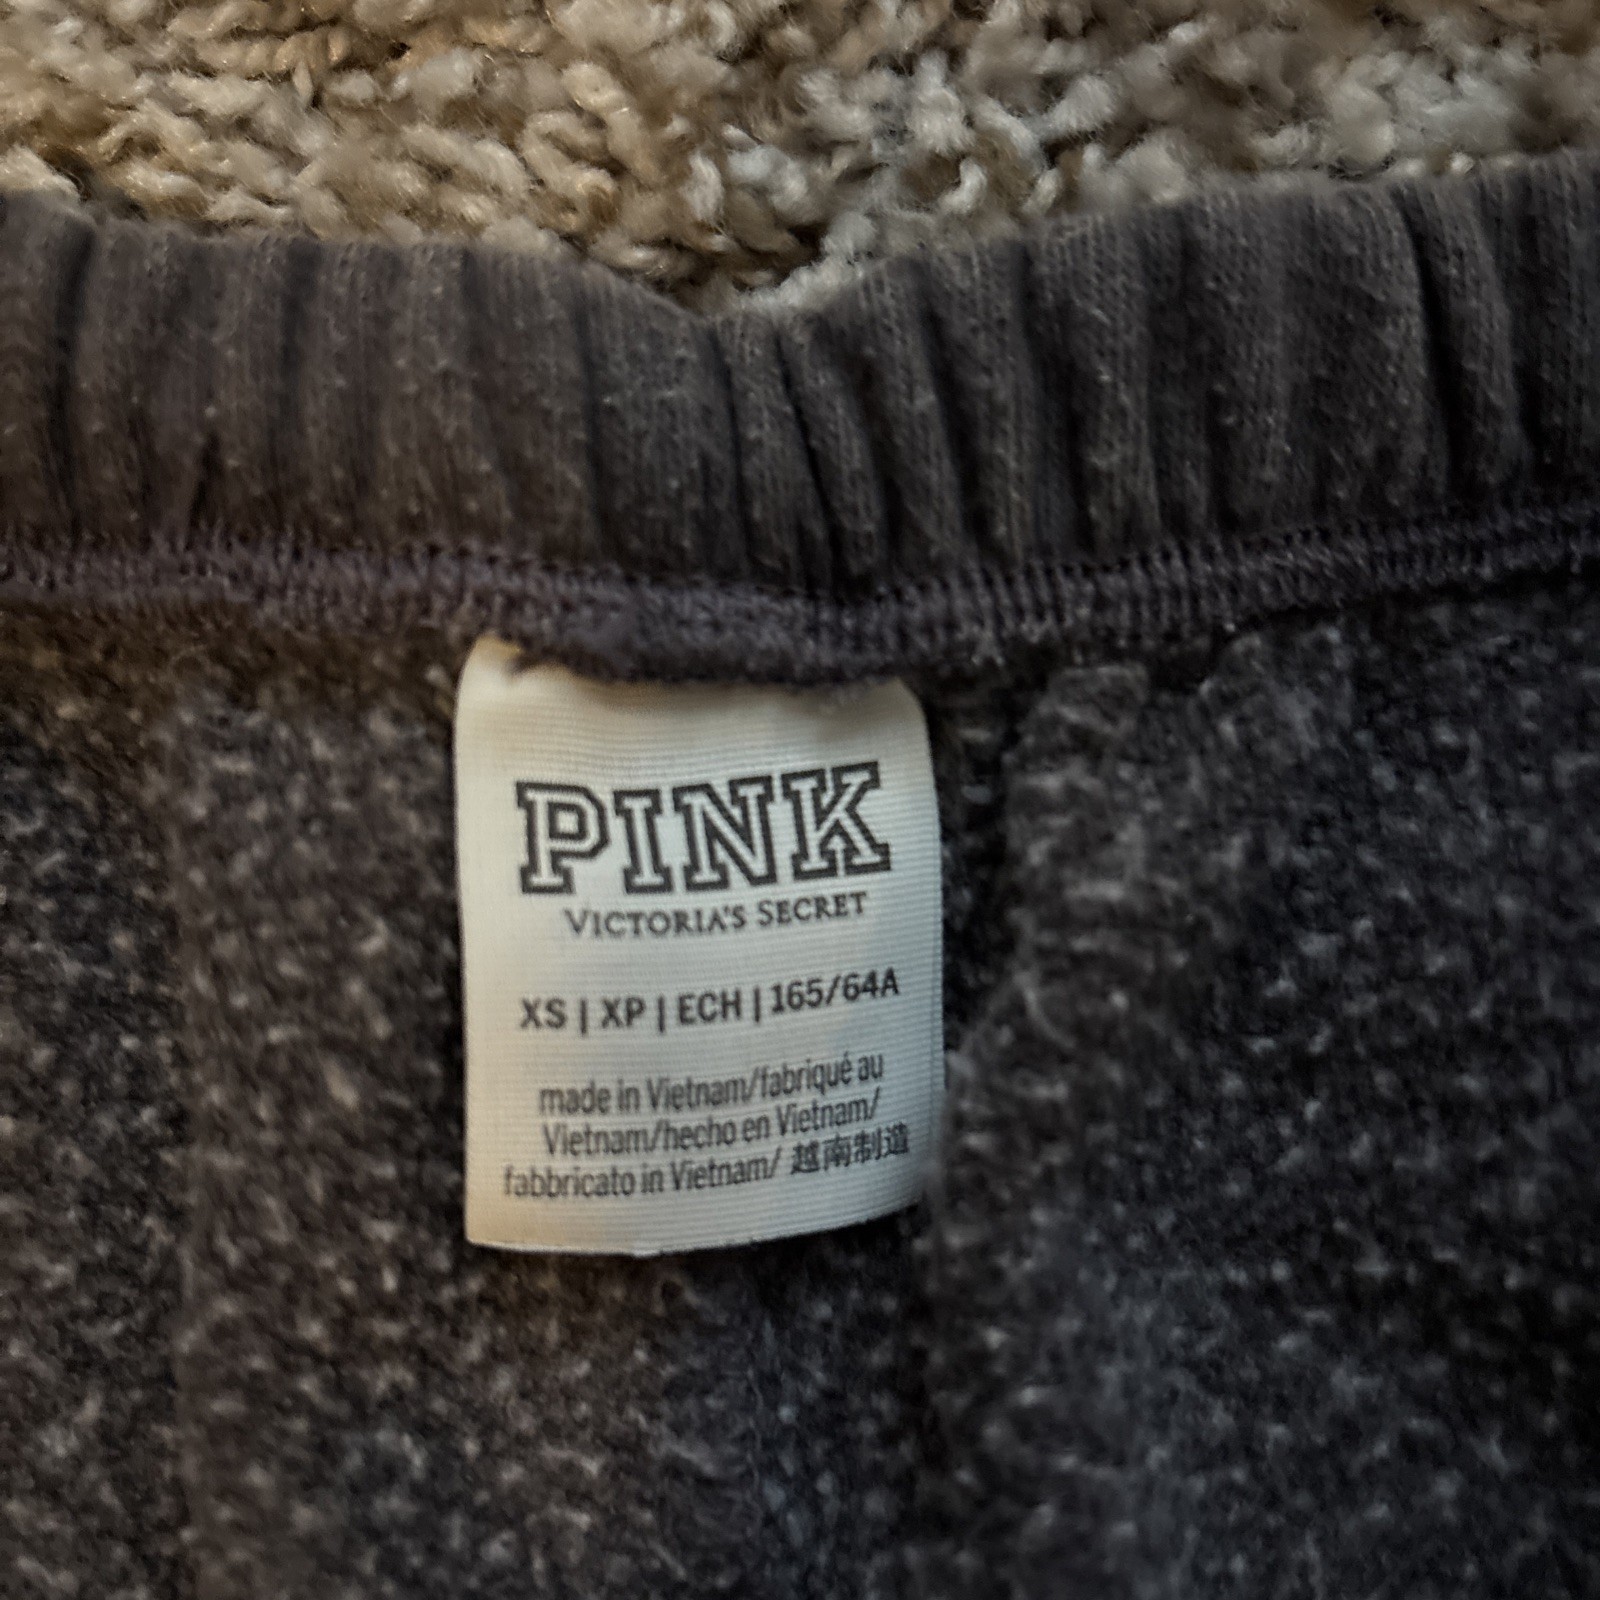 PINK
VICTORIA'S SECRET
XS | XP | ECH | 165/64A
made in Vietnam/fabriqué au
Vietnam/hecho en Vietnam/
fabbricato in Vietnam/ 越南制造